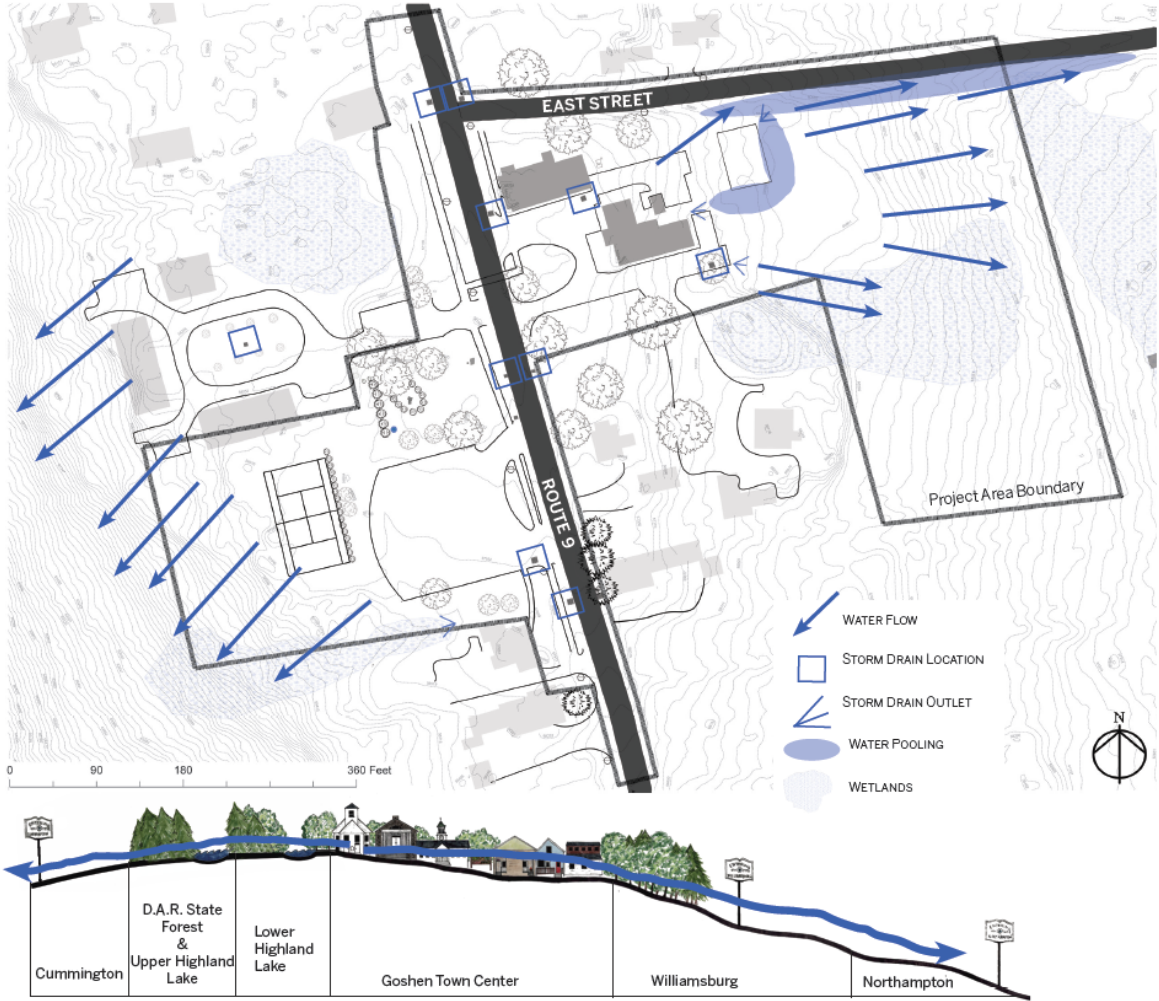 EAST STREET
ROUTE 9
Project Area Boundary
WATER FLOW
STORM DRAIN LOCATION
STORM DRAIN OUTLET
WATER POOLING
WETLANDS
N
0 90 180 360 Feet
Cummington
D.A.R. State
Forest
&
Upper Highland
Lake
Lower
Highland
Lake
Goshen Town Center
Williamsburg
Northampton